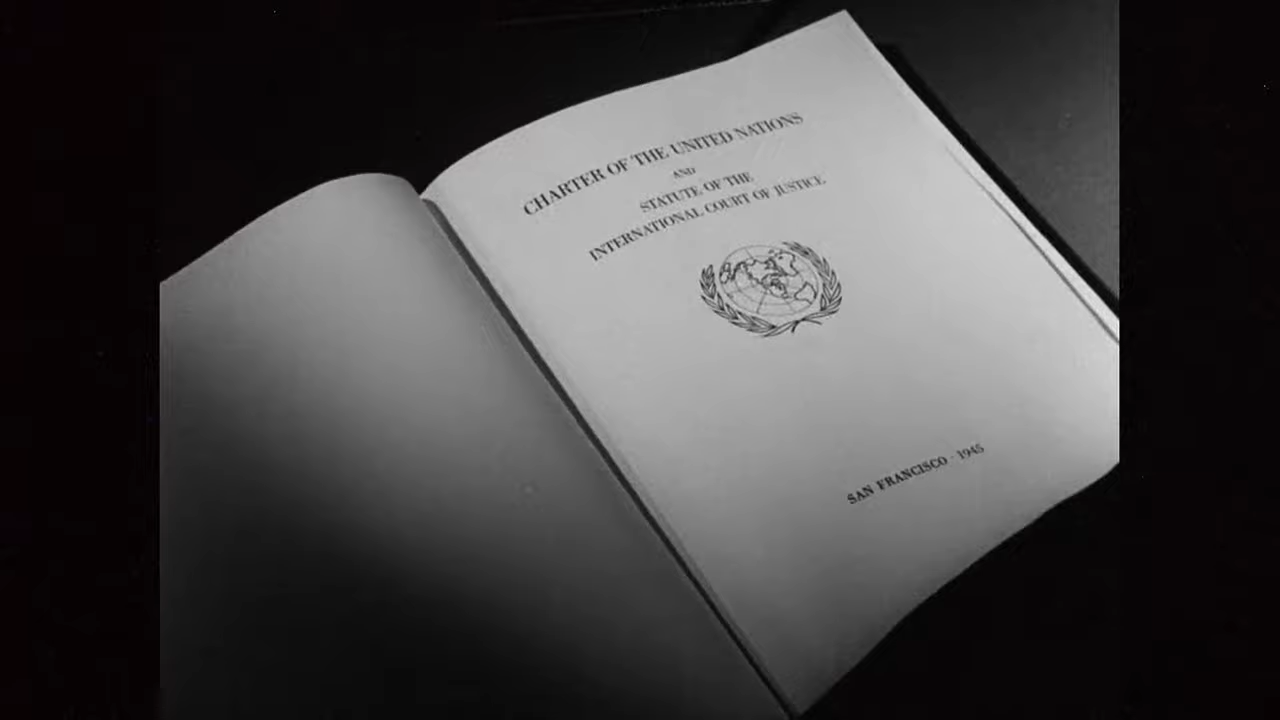 CHARTER OF THE UNITED NATIONS
AND
STATUTE OF THE
INTERNATIONAL COURT OF JUSTICE
SAN FRANCISCO · 1945